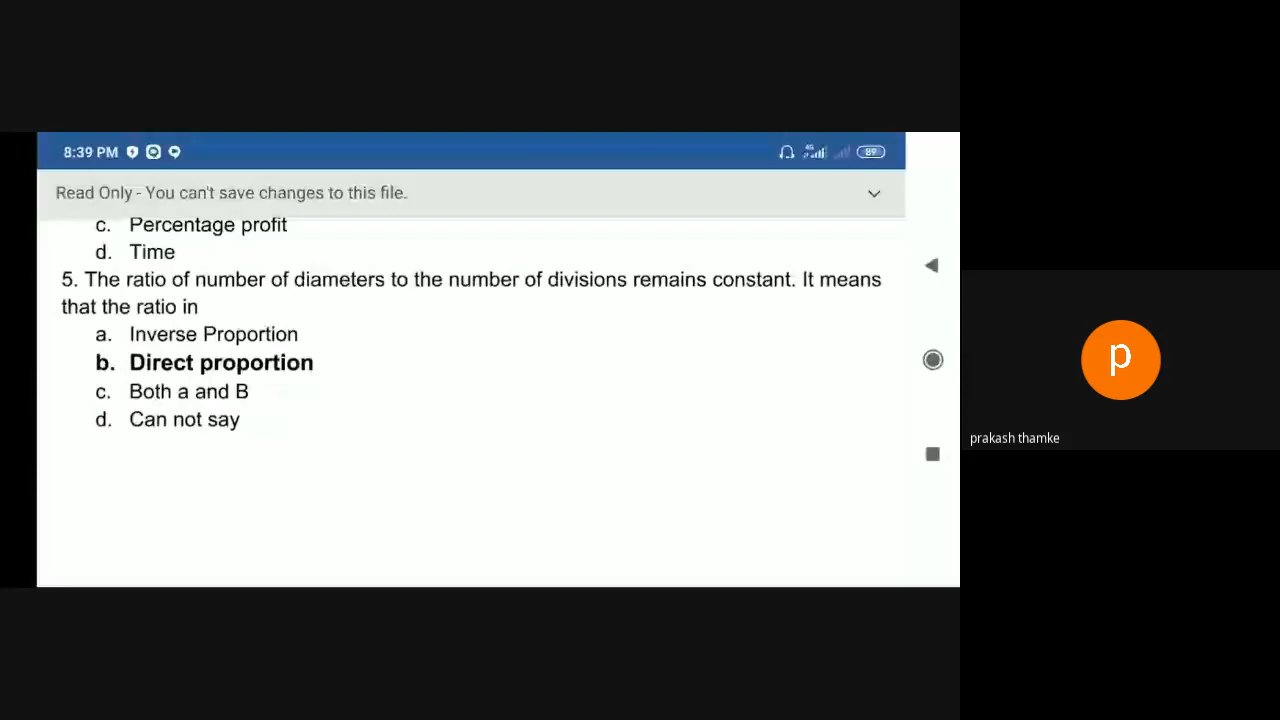 8:39 PM
4G
89
Read Only - You can't save changes to this file.
c. Percentage profit
d. Time
5. The ratio of number of diameters to the number of divisions remains constant. It means
that the ratio in
a. Inverse Proportion
b. Direct proportion
c. Both a and B
d. Can not say
p
prakash thamke